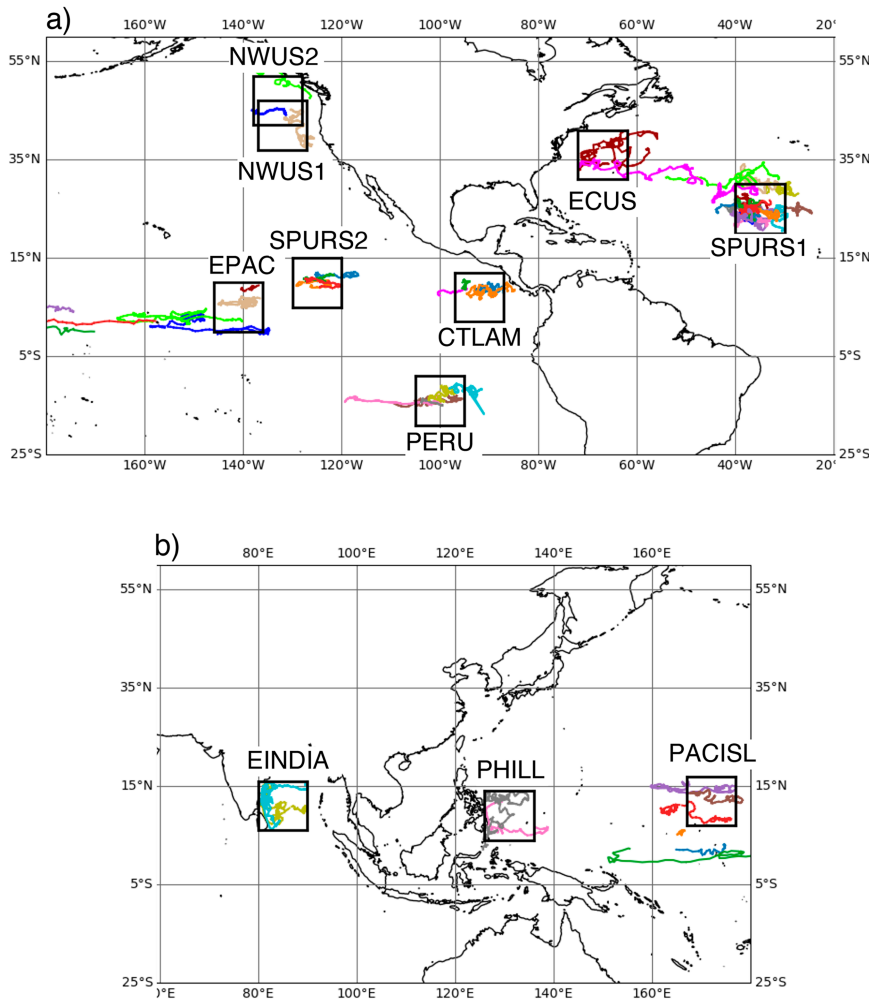 a)
160°W 140°W 120°W 100°W 80°W 60°W 40°W 20°
55°N 55°N
NWUS2
35°N 35°N
NWUS1
ECUS
SPURS1
15°N 15°N
SPURS2
EPAC
CTLAM
5°S 5°S
PERU
25°S 25°S
160°W 140°W 120°W 100°W 80°W 60°W 40°W 20°
b)
80°E 100°E 120°E 140°E 160°E
55°N 55°N
35°N 35°N
EINDIA
PHILL
PACISL
15°N 15°N
5°S 5°S
25°S 25°S
°0°E 80°E 100°E 120°E 140°E 160°E